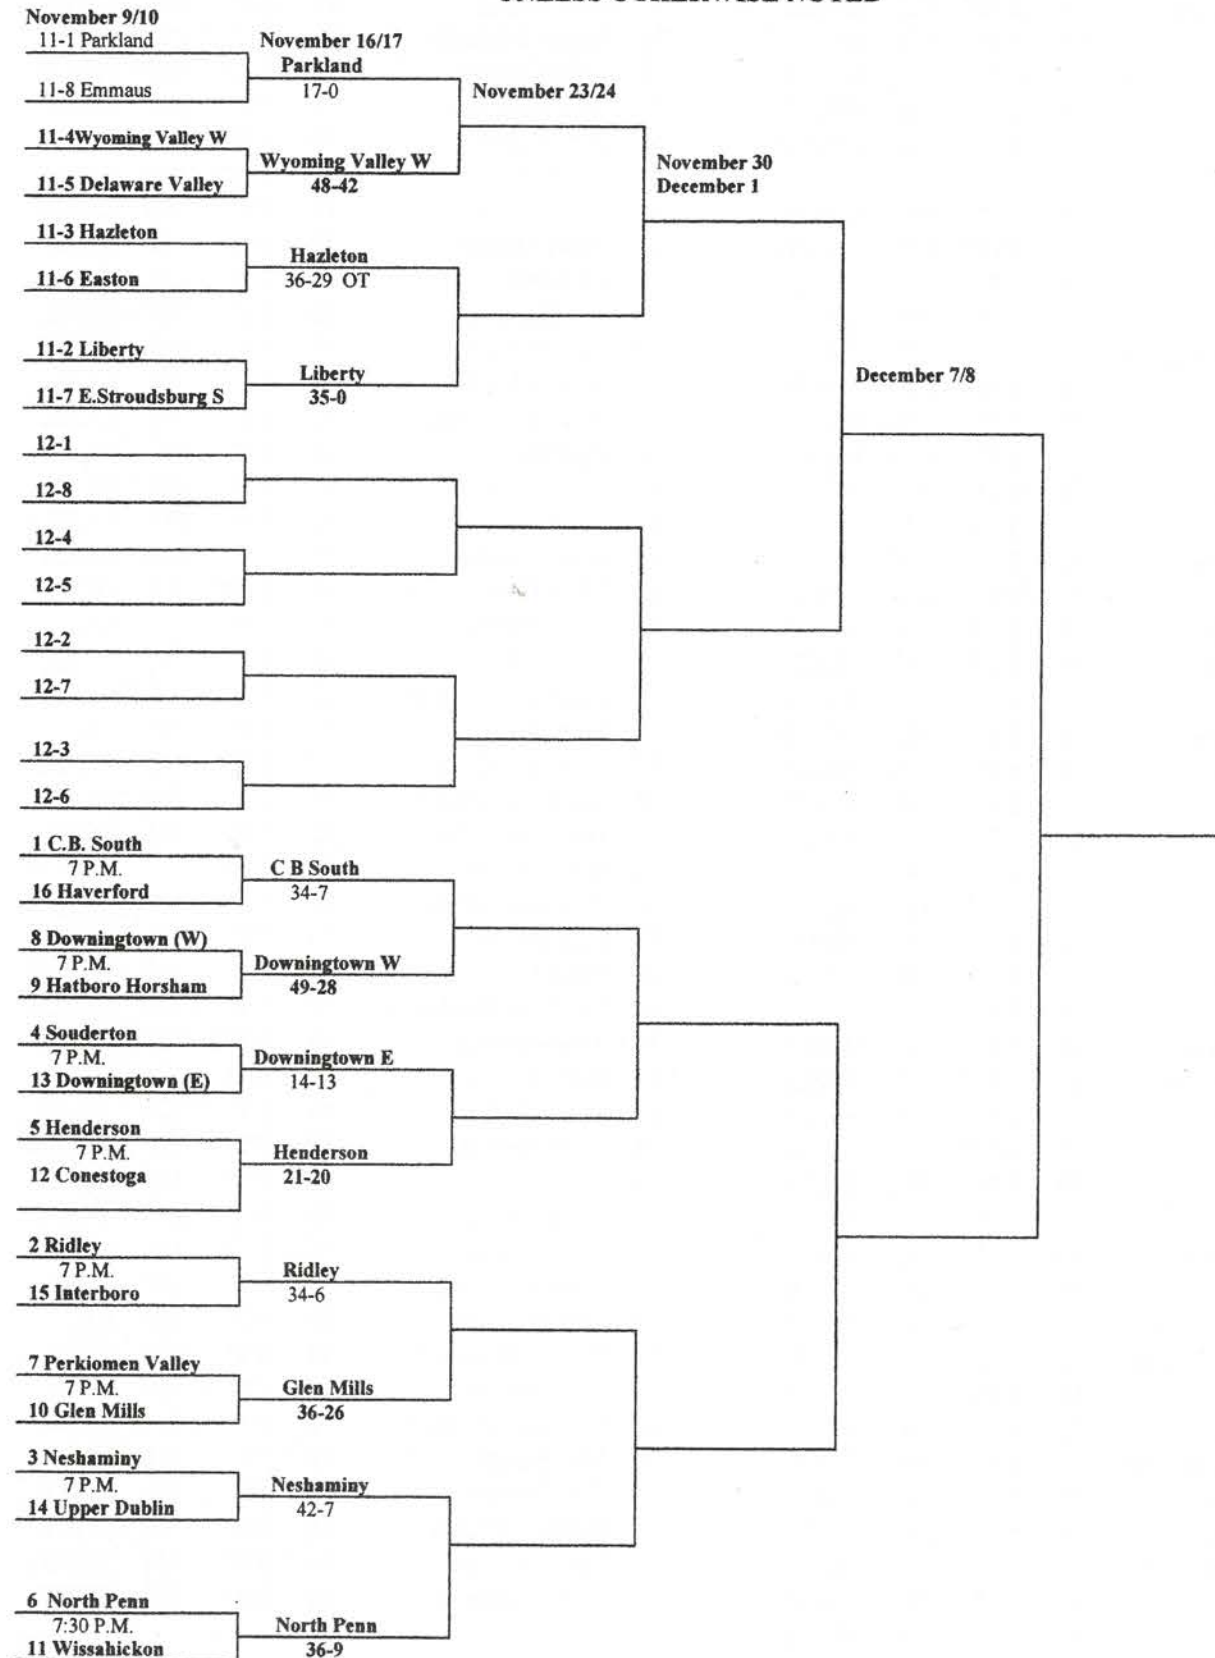 UNLESS OTHERWISE NOTED
November 9/10
11-1 Parkland
November 16/17
Parkland
11-8 Emmaus
17-0
November 23/24
11-4Wyoming Valley W
Wyoming Valley W
11-5 Delaware Valley
48-42
November 30
December 1
11-3 Hazleton
Hazleton
11-6 Easton
36-29 OT
11-2 Liberty
Liberty
11-7 E.Stroudsburg S
35-0
December 7/8
12-1
12-8
12-4
12-5
12-2
12-7
12-3
12-6
1 C.B. South
7 P.M.
C B South
16 Haverford
34-7
8 Downingtown (W)
7 P.M.
Downingtown W
9 Hatboro Horsham
49-28
4 Souderton
7 P.M.
Downingtown E
13 Downingtown (E)
14-13
5 Henderson
7 P.M.
Henderson
12 Conestoga
21-20
2 Ridley
7 P.M.
Ridley
15 Interboro
34-6
7 Perkiomen Valley
7 P.M.
Glen Mills
10 Glen Mills
36-26
3 Neshaminy
7 P.M.
Neshaminy
14 Upper Dublin
42-7
6 North Penn
7:30 P.M.
North Penn
11 Wissahickon
36-9